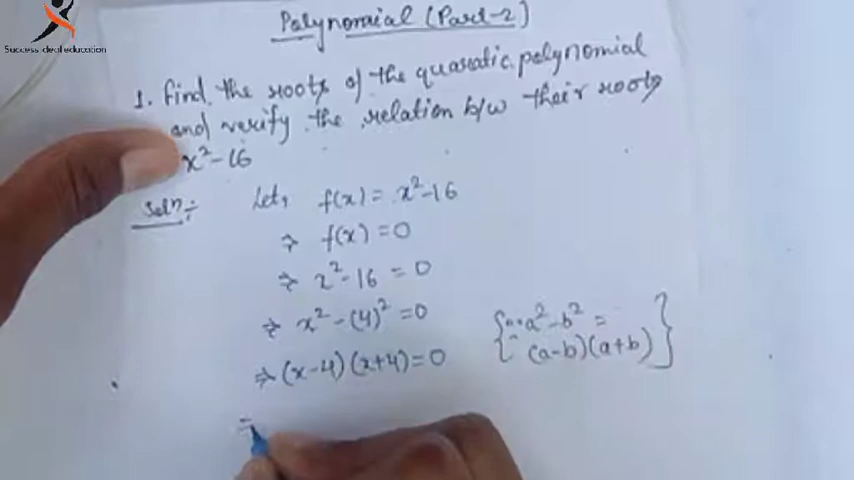 Success ideal education
Polynomial (Part-2)
1. Find the roots of the quadratic polynomial
and verify the relation b/w their roots
x²-16
Solⁿ:-
Let, f(x) = x²-16
⇒ f(x) = 0
⇒ x²-16 = 0
⇒ x² - (4)² = 0
{∵ a²-b² =
(a-b)(a+b)}
⇒ (x-4)(x+4) = 0